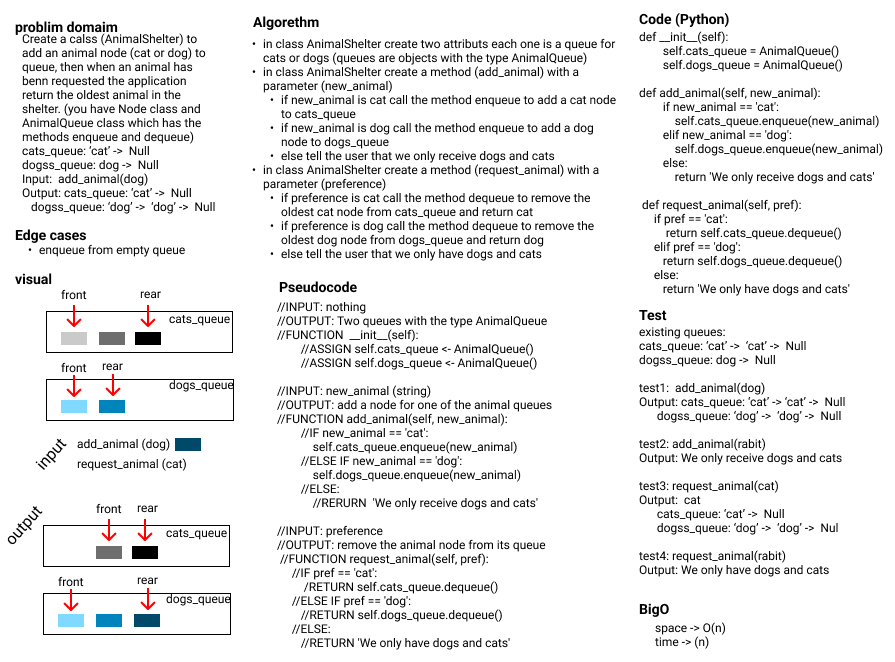 problim domaim
Create a calss (AnimalShelter) to
add an animal node (cat or dog) to
queue, then when an animal has
benn requested the application
return the oldest animal in the
shelter. (you have Node class and
AnimalQueue class which has the
methods enqueue and dequeue)
cats_queue: 'cat' -> Null
dogss_queue: dog -> Null
Input: add_animal(dog)
Output: cats_queue: 'cat' -> Null
dogss_queue: 'dog' -> 'dog' -> Null
Edge cases
• enqueue from empty queue
visual
front
rear
cats_queue
front
rear
dogs_queue
input
add_animal (dog)
request_animal (cat)
output
front
rear
cats_queue
front
rear
dogs_queue
Algorethm
• in class AnimalShelter create two attributs each one is a queue for
cats or dogs (queues are objects with the type AnimalQueue)
• in class AnimalShelter create a method (add_animal) with a
parameter (new_animal)
• if new_animal is cat call the method enqueue to add a cat node
to cats_queue
• if new_animal is dog call the method enqueue to add a dog
node to dogs_queue
• else tell the user that we only receive dogs and cats
• in class AnimalShelter create a method (request_animal) with a
parameter (preference)
• if preference is cat call the method dequeue to remove the
oldest cat node from cats_queue and return cat
• if preference is dog call the method dequeue to remove the
oldest dog node from dogs_queue and return dog
• else tell the user that we only have dogs and cats
Pseudocode
//INPUT: nothing
//OUTPUT: Two queues with the type AnimalQueue
//FUNCTION __init__(self):
//ASSIGN self.cats_queue <- AnimalQueue()
//ASSIGN self.dogs_queue <- AnimalQueue()
//INPUT: new_animal (string)
//OUTPUT: add a node for one of the animal queues
//FUNCTION add_animal(self, new_animal):
//IF new_animal == 'cat':
self.cats_queue.enqueue(new_animal)
//ELSE IF new_animal == 'dog':
self.dogs_queue.enqueue(new_animal)
//ELSE:
//RERURN 'We only receive dogs and cats'
//INPUT: preference
//OUTPUT: remove the animal node from its queue
//FUNCTION request_animal(self, pref):
//IF pref == 'cat':
/RETURN self.cats_queue.dequeue()
//ELSE IF pref == 'dog':
//RETURN self.dogs_queue.dequeue()
//ELSE:
//RETURN 'We only have dogs and cats'
Code (Python)
def __init__(self):
self.cats_queue = AnimalQueue()
self.dogs_queue = AnimalQueue()
def add_animal(self, new_animal):
if new_animal == 'cat':
self.cats_queue.enqueue(new_animal)
elif new_animal == 'dog':
self.dogs_queue.enqueue(new_animal)
else:
return 'We only receive dogs and cats'
def request_animal(self, pref):
if pref == 'cat':
return self.cats_queue.dequeue()
elif pref == 'dog':
return self.dogs_queue.dequeue()
else:
return 'We only have dogs and cats'
Test
existing queues:
cats_queue: 'cat' -> 'cat' -> Null
dogss_queue: dog -> Null
test1: add_animal(dog)
Output: cats_queue: 'cat' -> 'cat' -> Null
dogss_queue: 'dog' -> 'dog' -> Null
test2: add_animal(rabit)
Output: We only receive dogs and cats
test3: request_animal(cat)
Output: cat
cats_queue: 'cat' -> Null
dogss_queue: 'dog' -> 'dog' -> Nul
test4: request_animal(rabit)
Output: We only have dogs and cats
BigO
space -> O(n)
time -> (n)